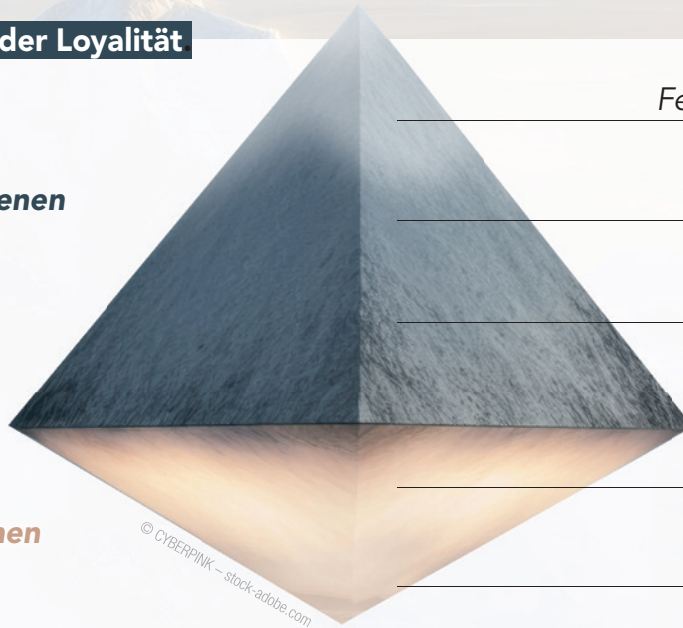 der Loyalität.
Fe
enen
nen
© CYBERPINK – stock-adobe.com